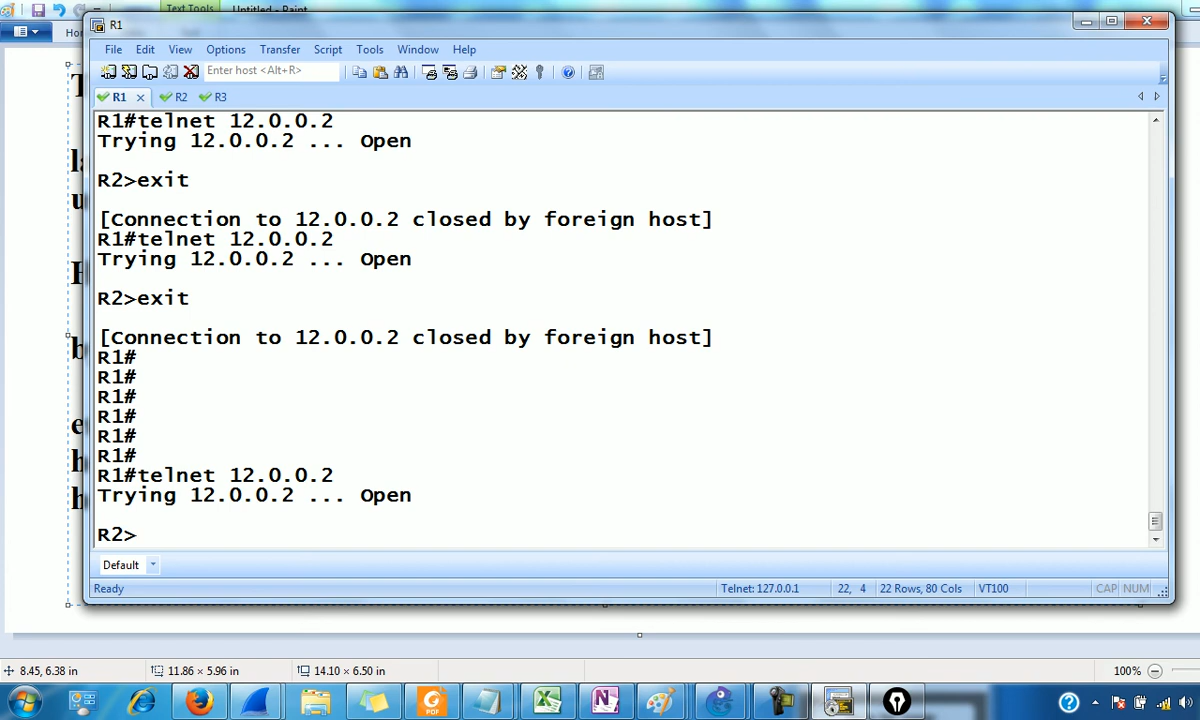 Text Tools
Untitled - Paint
R1
File Edit View Options Transfer Script Tools Window Help
Enter host <Alt+R>
R1 R2 R3
R1#telnet 12.0.0.2
Trying 12.0.0.2 ... Open
R2>exit
[Connection to 12.0.0.2 closed by foreign host]
R1#telnet 12.0.0.2
Trying 12.0.0.2 ... Open
R2>exit
[Connection to 12.0.0.2 closed by foreign host]
R1#
R1#
R1#
R1#
R1#
R1#
R1#telnet 12.0.0.2
Trying 12.0.0.2 ... Open
R2>
Default
Ready Telnet: 127.0.0.1 22, 4 22 Rows, 80 Cols VT100 CAP NUM
8.45, 6.38 in 11.86 × 5.96 in 14.10 × 6.50 in 100%
PDF